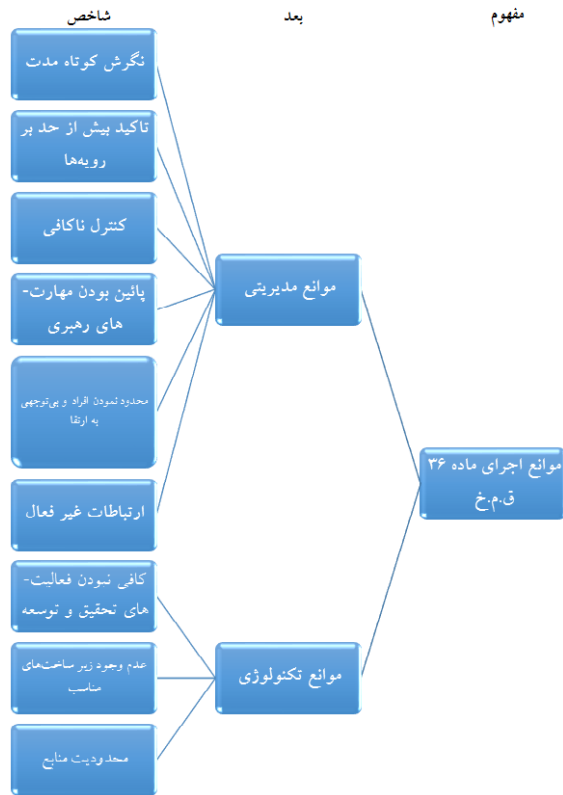 مفهوم
بعد
شاخص
موانع اجرای ماده ۳۶
ق.م.خ
موانع مدیریتی
نگرش کوتاه مدت
تاکید بیش از حد بر
رویه‌ها
کنترل ناکافی
پائین بودن مهارت-
های رهبری
محدود نمودن افراد و بی‌توجهی
به ارتقا
ارتباطات غیر فعال
موانع تکنولوژی
کافی نبودن فعالیت-
های تحقیق و توسعه
عدم وجود زیر ساخت‌های
مناسب
محدودیت منابع